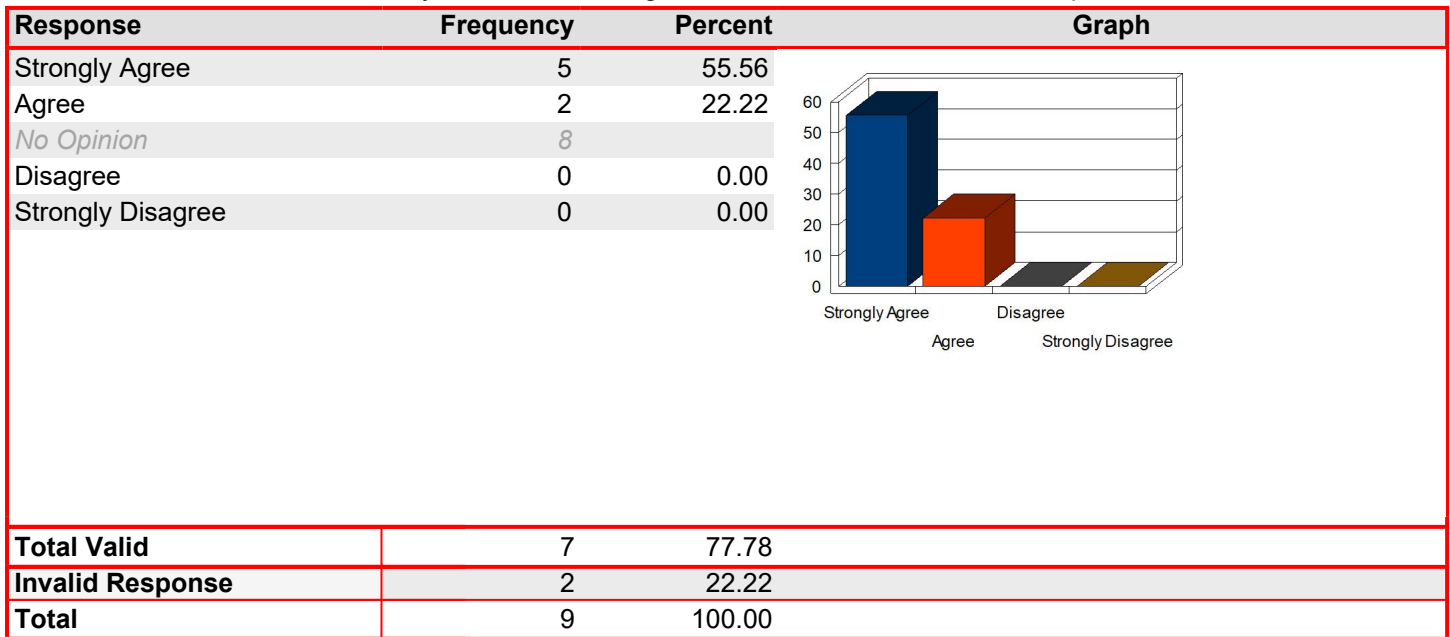 Response Frequency Percent Graph
Strongly Agree 5 55.56
Agree 2 22.22
No Opinion 8
Disagree 0 0.00
Strongly Disagree 0 0.00
60
50
40
30
20
10
0
Strongly Agree Disagree
Agree Strongly Disagree
Total Valid 7 77.78
Invalid Response 2 22.22
Total 9 100.00